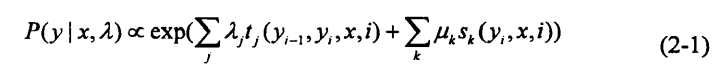 P(y | x, λ) ∝ exp(∑_j λ_j t_j(y_{i-1}, y_i, x, i) + ∑_k μ_k s_k(y_i, x, i)) (2-1)